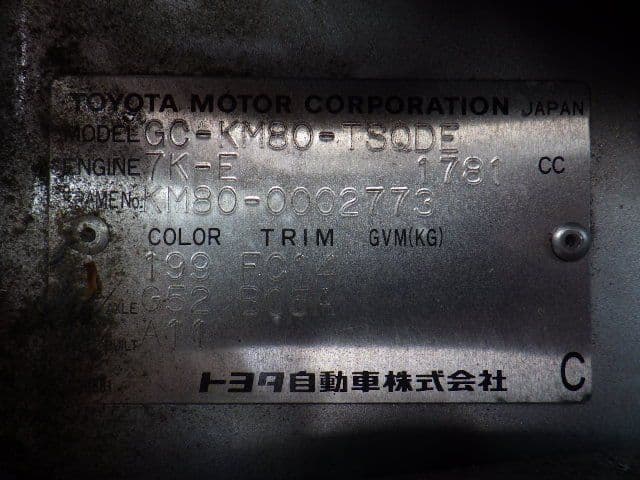 TOYOTA MOTOR CORPORATION JAPAN
MODEL GC-KM80-TSQDE
ENGINE 7K-E 1781 CC
FRAME No. KM80-0002773
COLOR TRIM GVM(KG)
199 FC14
G52
A11
トヨタ自動車株式会社 C